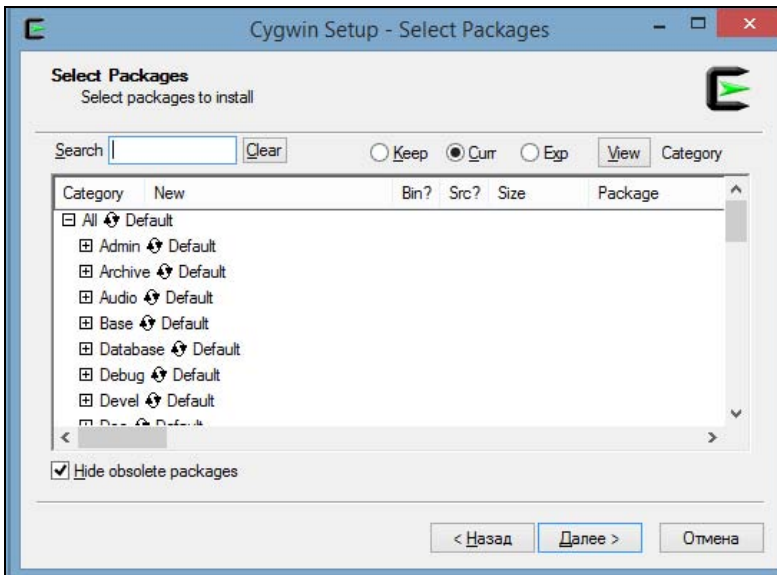 Cygwin Setup - Select Packages
Select Packages
Select packages to install
Search Clear Keep Curr Exp View Category
Category New Bin? Src? Size Package
All Default
Admin Default
Archive Default
Audio Default
Base Default
Database Default
Debug Default
Devel Default
Hide obsolete packages
< Назад Далее > Отмена